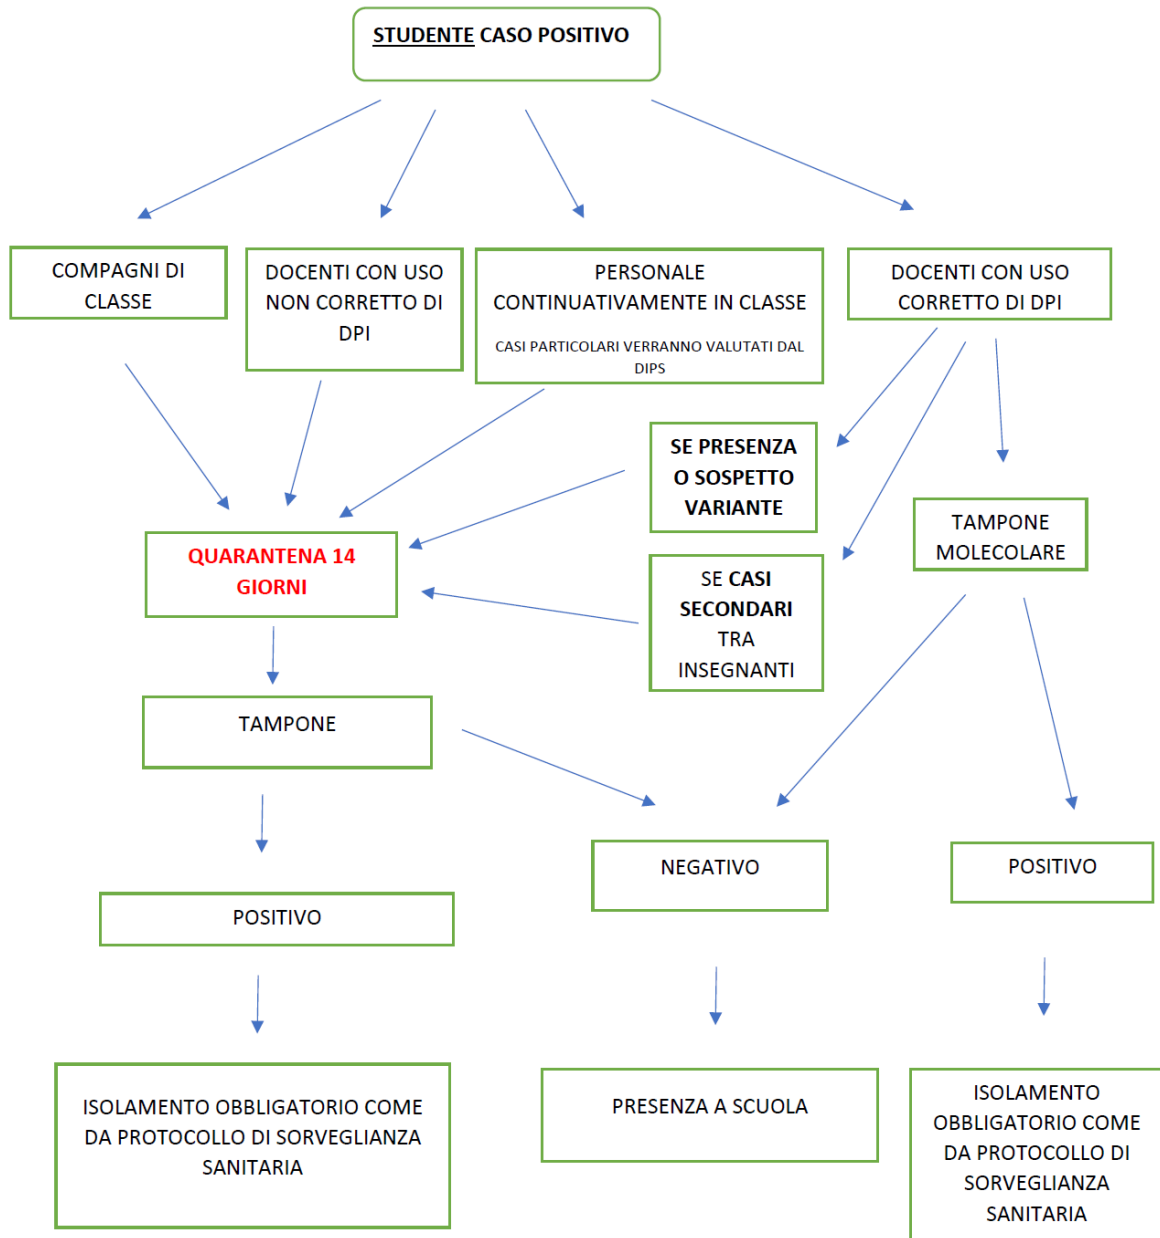 STUDENTE CASO POSITIVO
COMPAGNI DI
CLASSE
DOCENTI CON USO
NON CORRETTO DI
DPI
PERSONALE
CONTINUATIVAMENTE IN CLASSE
CASI PARTICOLARI VERRANNO VALUTATI DAL
DIPS
DOCENTI CON USO
CORRETTO DI DPI
SE PRESENZA
O SOSPETTO
VARIANTE
TAMPONE
MOLECOLARE
QUARANTENA 14
GIORNI
SE CASI
SECONDARI
TRA
INSEGNANTI
TAMPONE
NEGATIVO
POSITIVO
POSITIVO
ISOLAMENTO OBBLIGATORIO COME
DA PROTOCOLLO DI SORVEGLIANZA
SANITARIA
PRESENZA A SCUOLA
ISOLAMENTO
OBBLIGATORIO COME
DA PROTOCOLLO DI
SORVEGLIANZA
SANITARIA